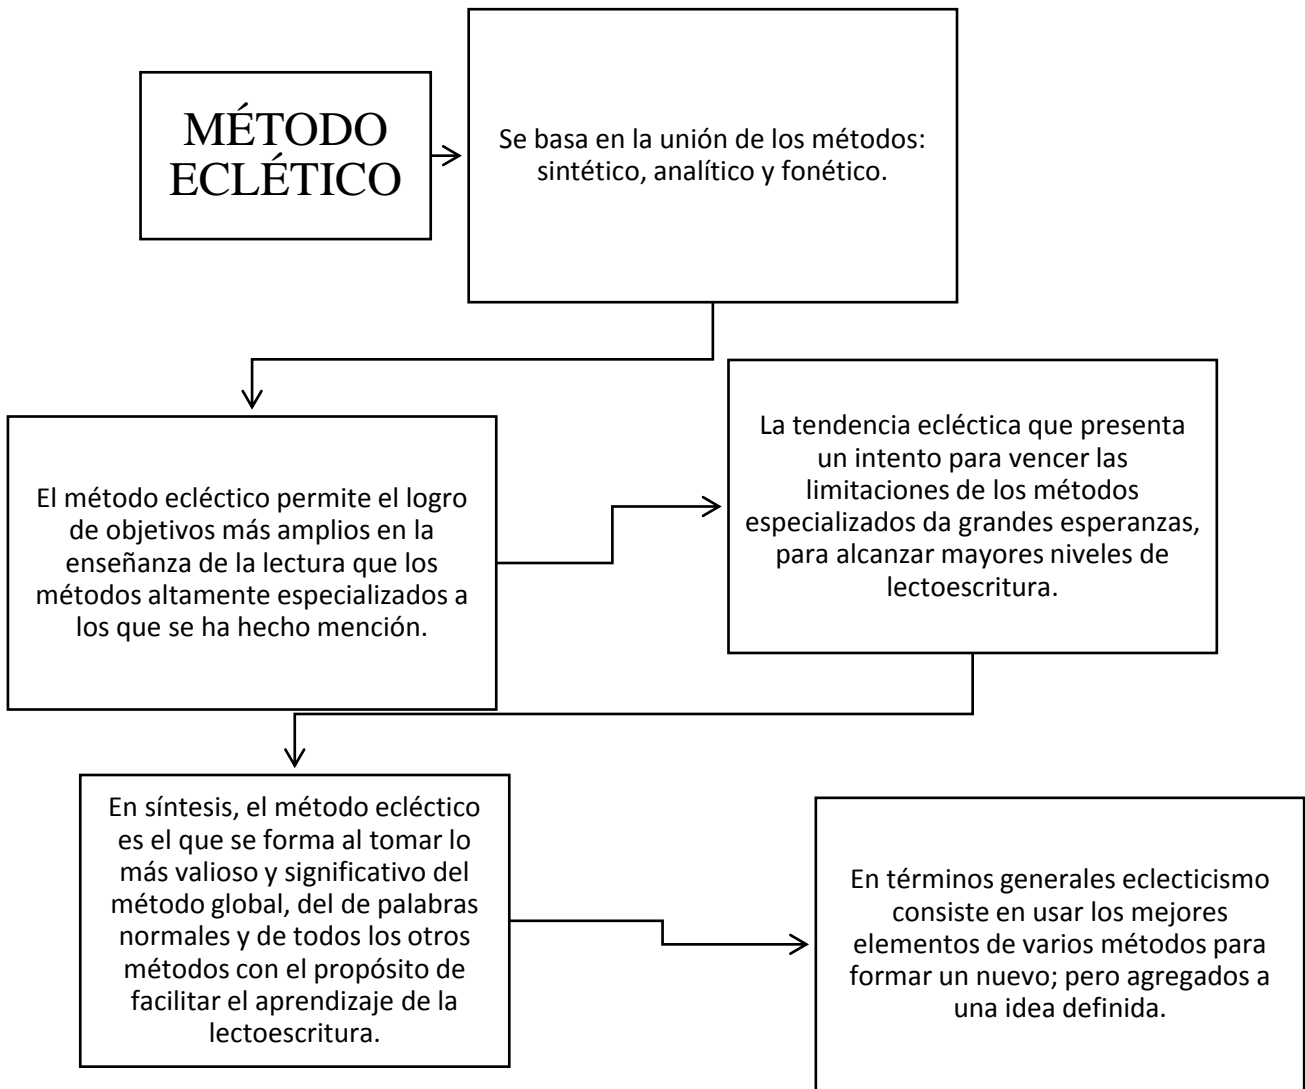 MÉTODO
ECLÉTICO
Se basa en la unión de los métodos:
sintético, analítico y fonético.
El método ecléctico permite el logro
de objetivos más amplios en la
enseñanza de la lectura que los
métodos altamente especializados a
los que se ha hecho mención.
La tendencia ecléctica que presenta
un intento para vencer las
limitaciones de los métodos
especializados da grandes esperanzas,
para alcanzar mayores niveles de
lectoescritura.
En síntesis, el método ecléctico
es el que se forma al tomar lo
más valioso y significativo del
método global, del de palabras
normales y de todos los otros
métodos con el propósito de
facilitar el aprendizaje de la
lectoescritura.
En términos generales eclecticismo
consiste en usar los mejores
elementos de varios métodos para
formar un nuevo; pero agregados a
una idea definida.